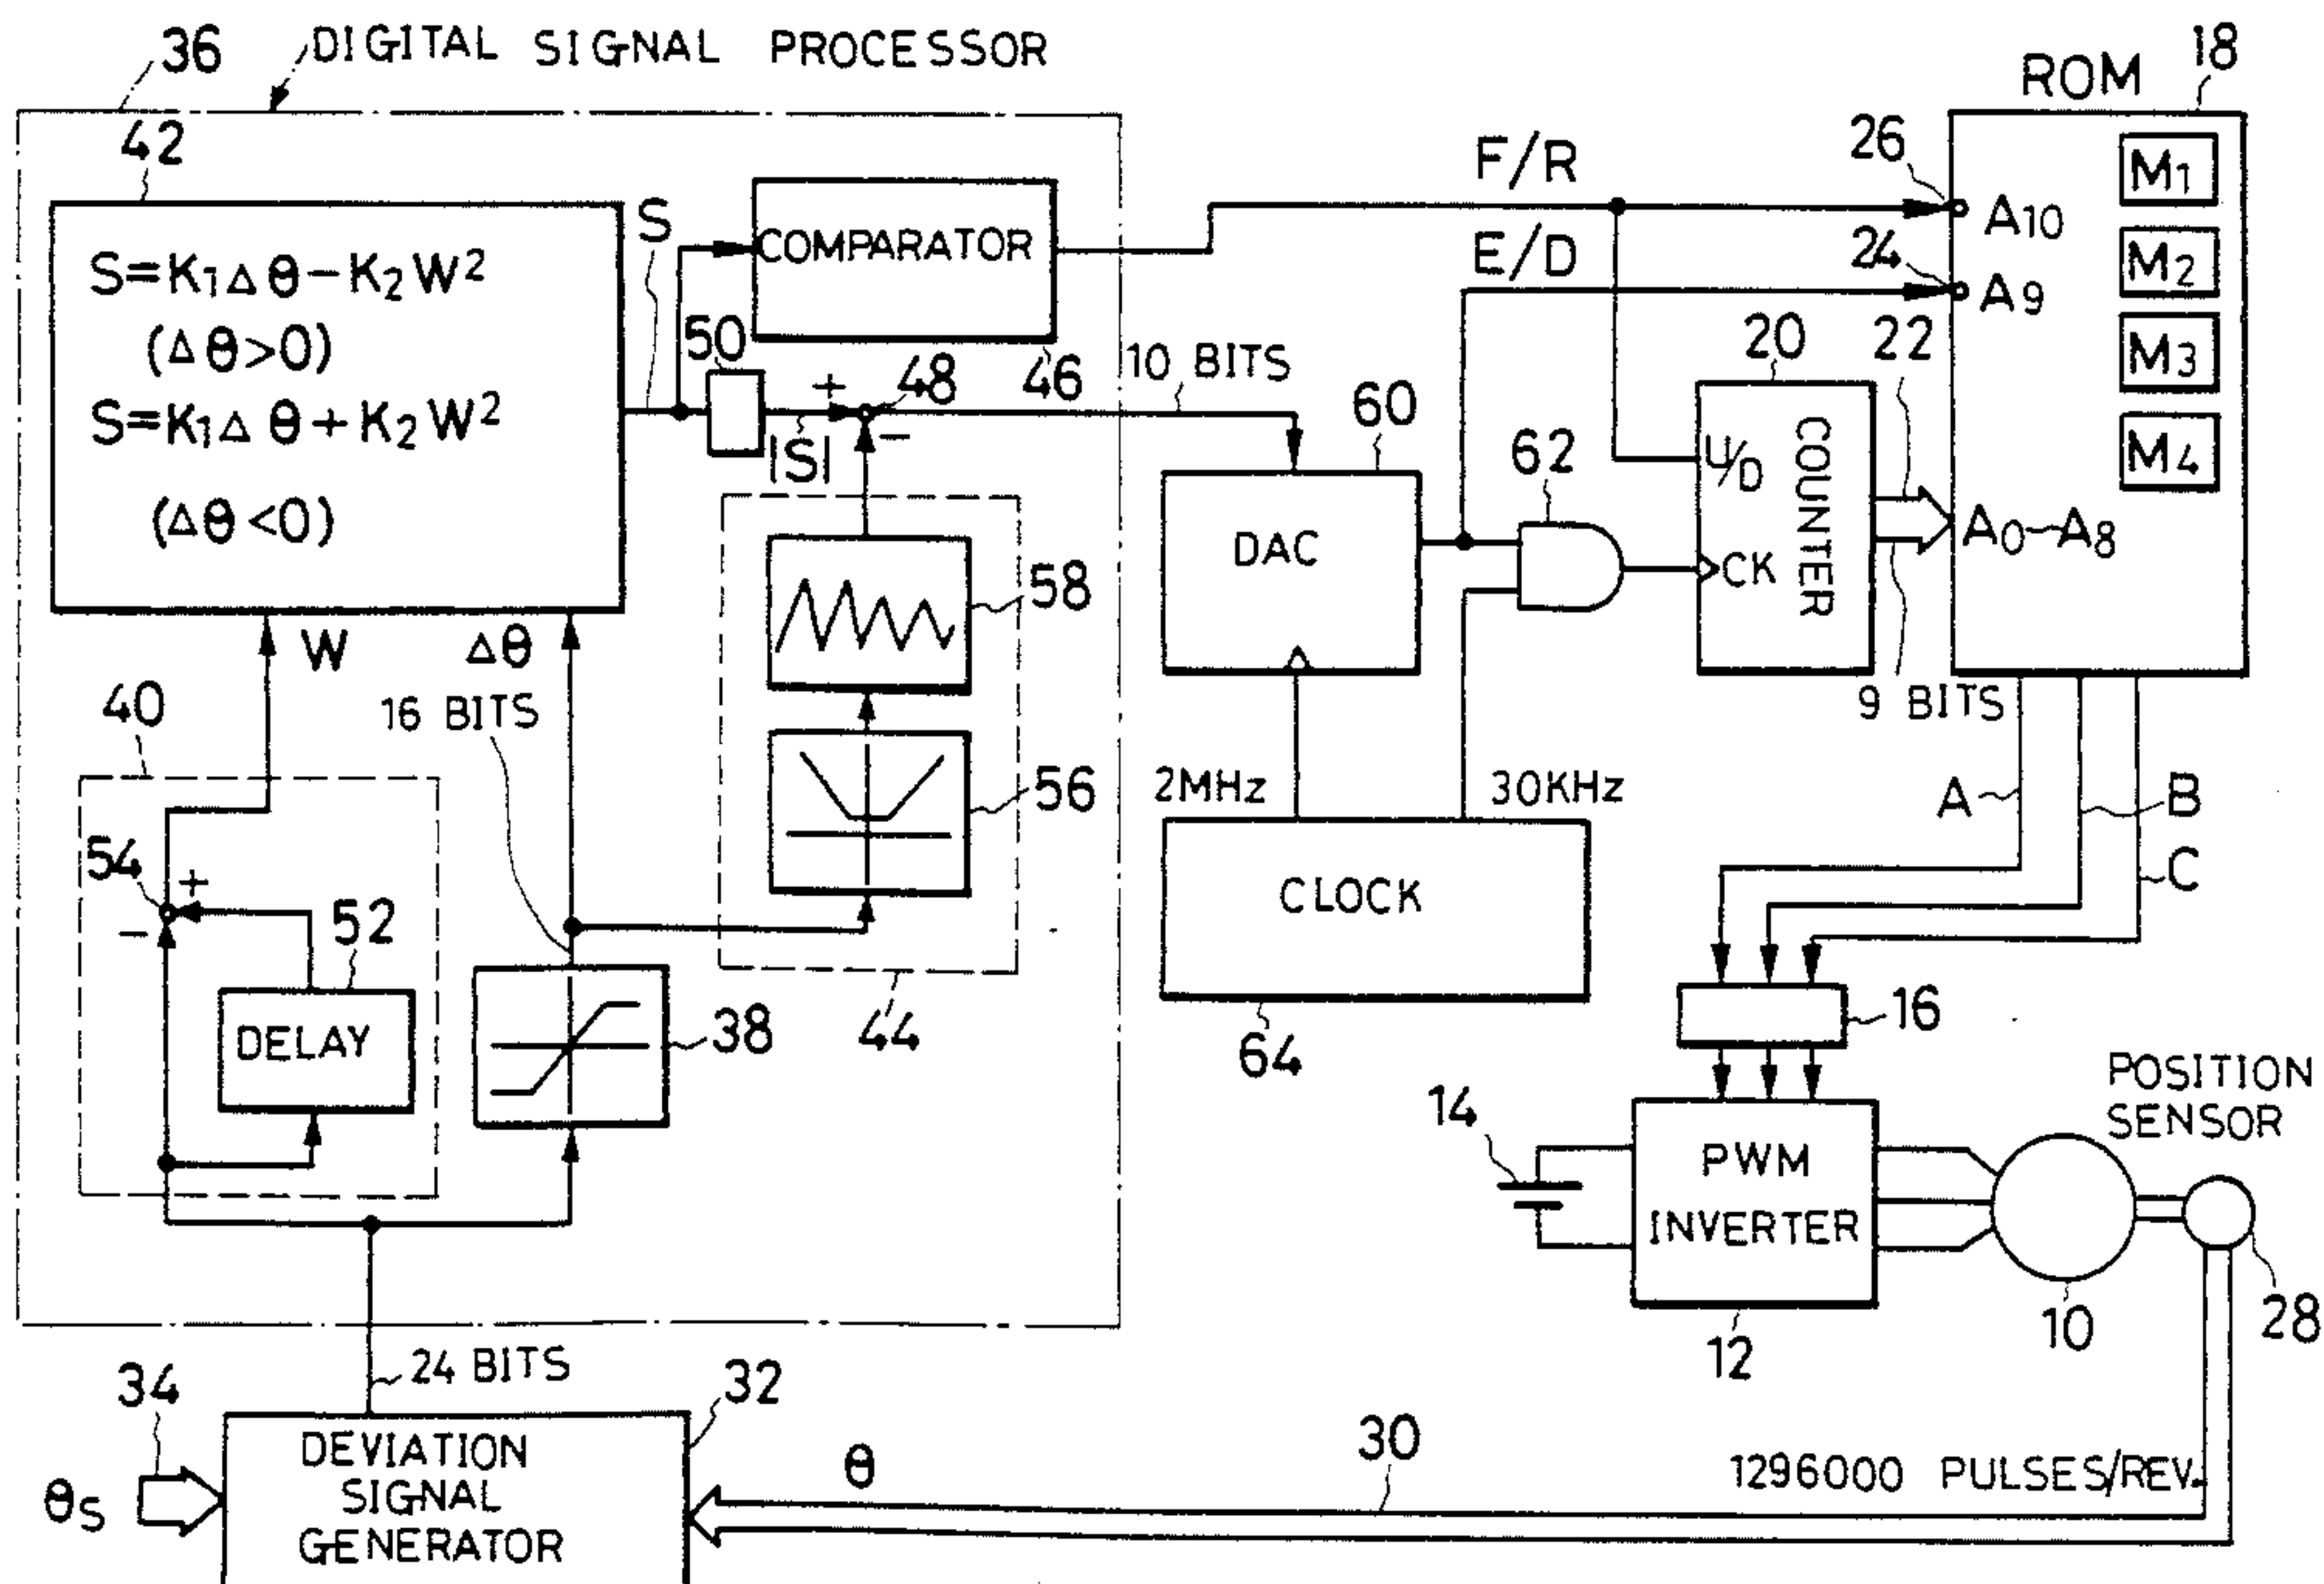 36
DIGITAL SIGNAL PROCESSOR
42
S=K1Δθ-K2W²
(Δθ>0)
S=K1Δθ+K2W²
(Δθ<0)
S
COMPARATOR
46
50
|S|
+
-
48
10 BITS
F/R
E/D
ROM
18
26
A10
24
A9
M1
M2
M3
M4
20
22
U/D
COUNTER
CK
A0-A8
9 BITS
60
DAC
62
58
56
44
W
Δθ
16 BITS
40
54
+
-
52
DELAY
38
2MHz
30KHz
CLOCK
64
A
B
C
16
14
PWM
INVERTER
12
10
POSITION
SENSOR
28
24 BITS
34
θS
32
DEVIATION
SIGNAL
GENERATOR
θ
30
1296000 PULSES/REV.